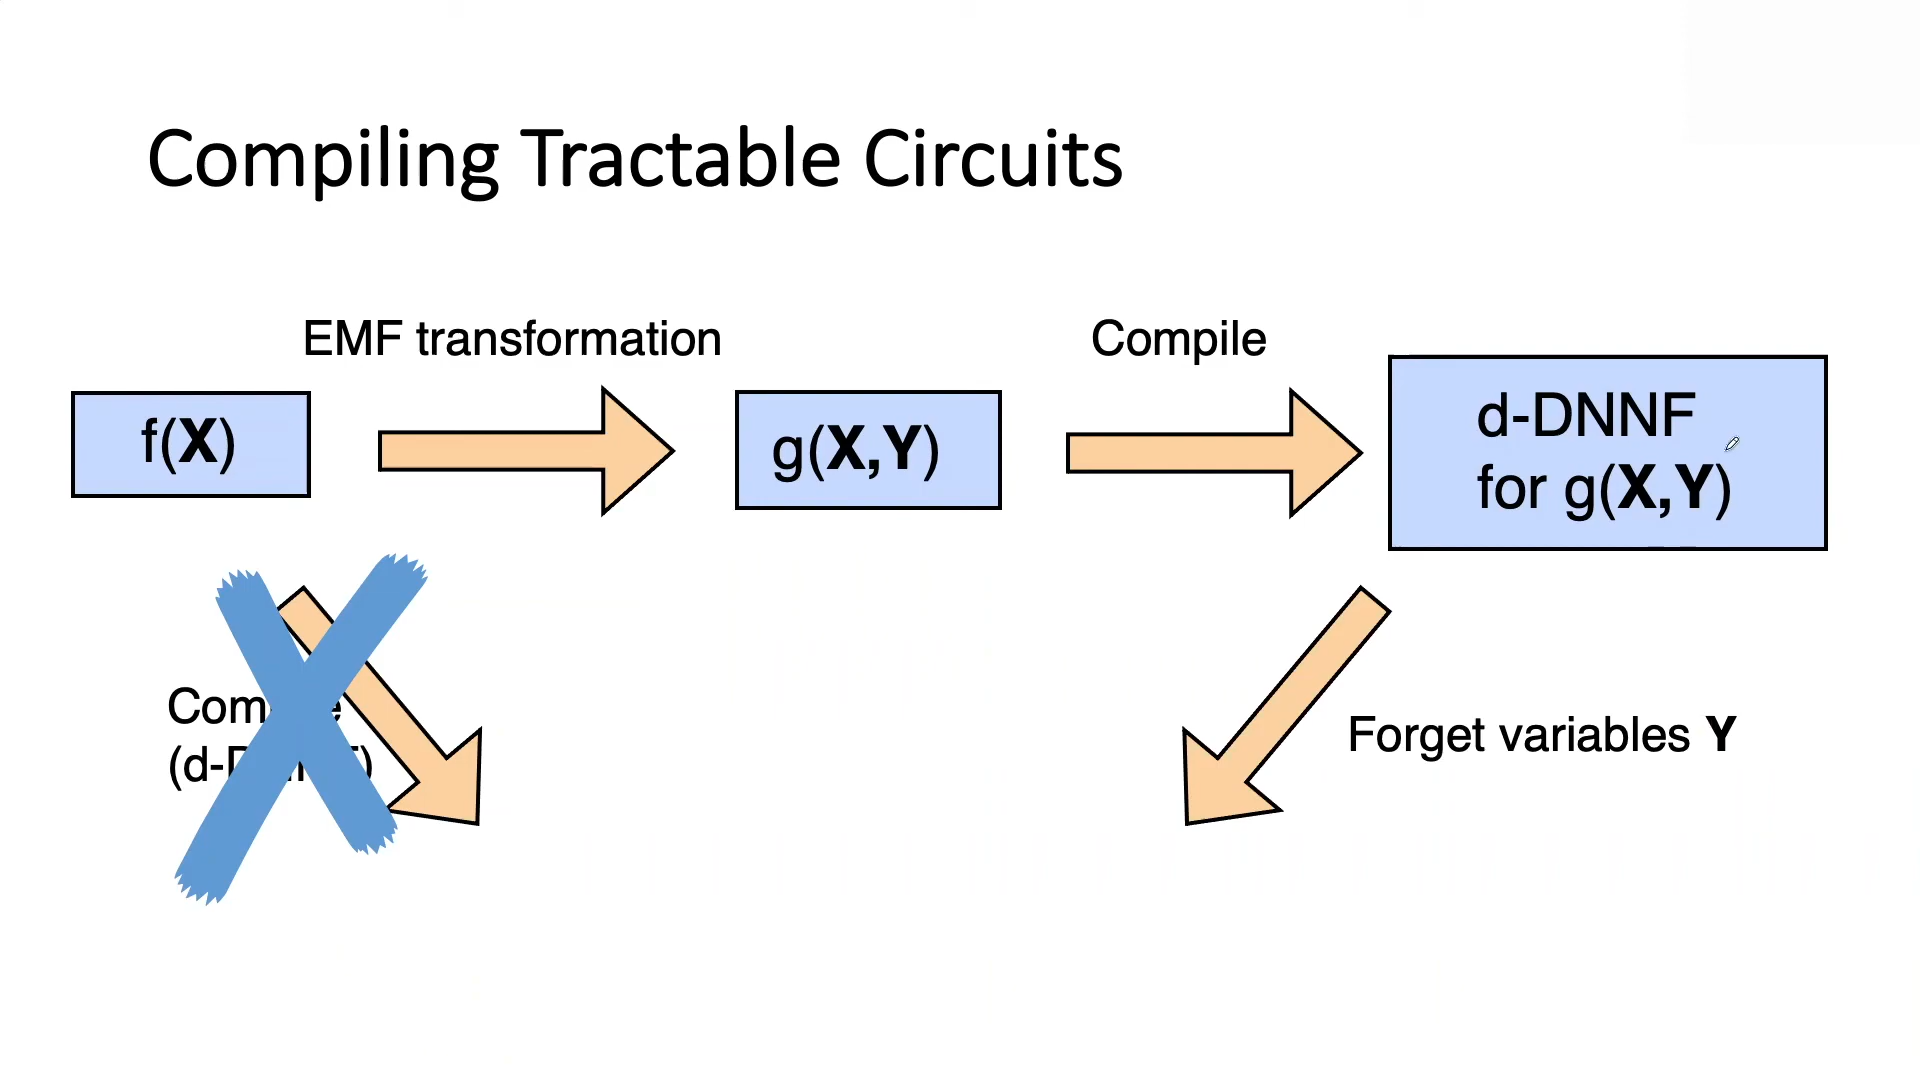 Compiling Tractable Circuits
EMF transformation
Compile
f(X)
g(X,Y)
d-DNNF
for g(X,Y)
Forget variables Y